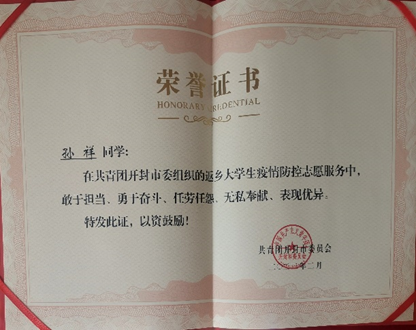 荣誉证书
HONORARY CREDENTIAL
孙祥 同学:
在共青团开封市委组织的返乡大学生疫情防控志愿服务中,
敢于担当、勇于奋斗、任劳任怨、无私奉献、表现优异。
特发此证,以资鼓励!
共青团开封市委员会
二月